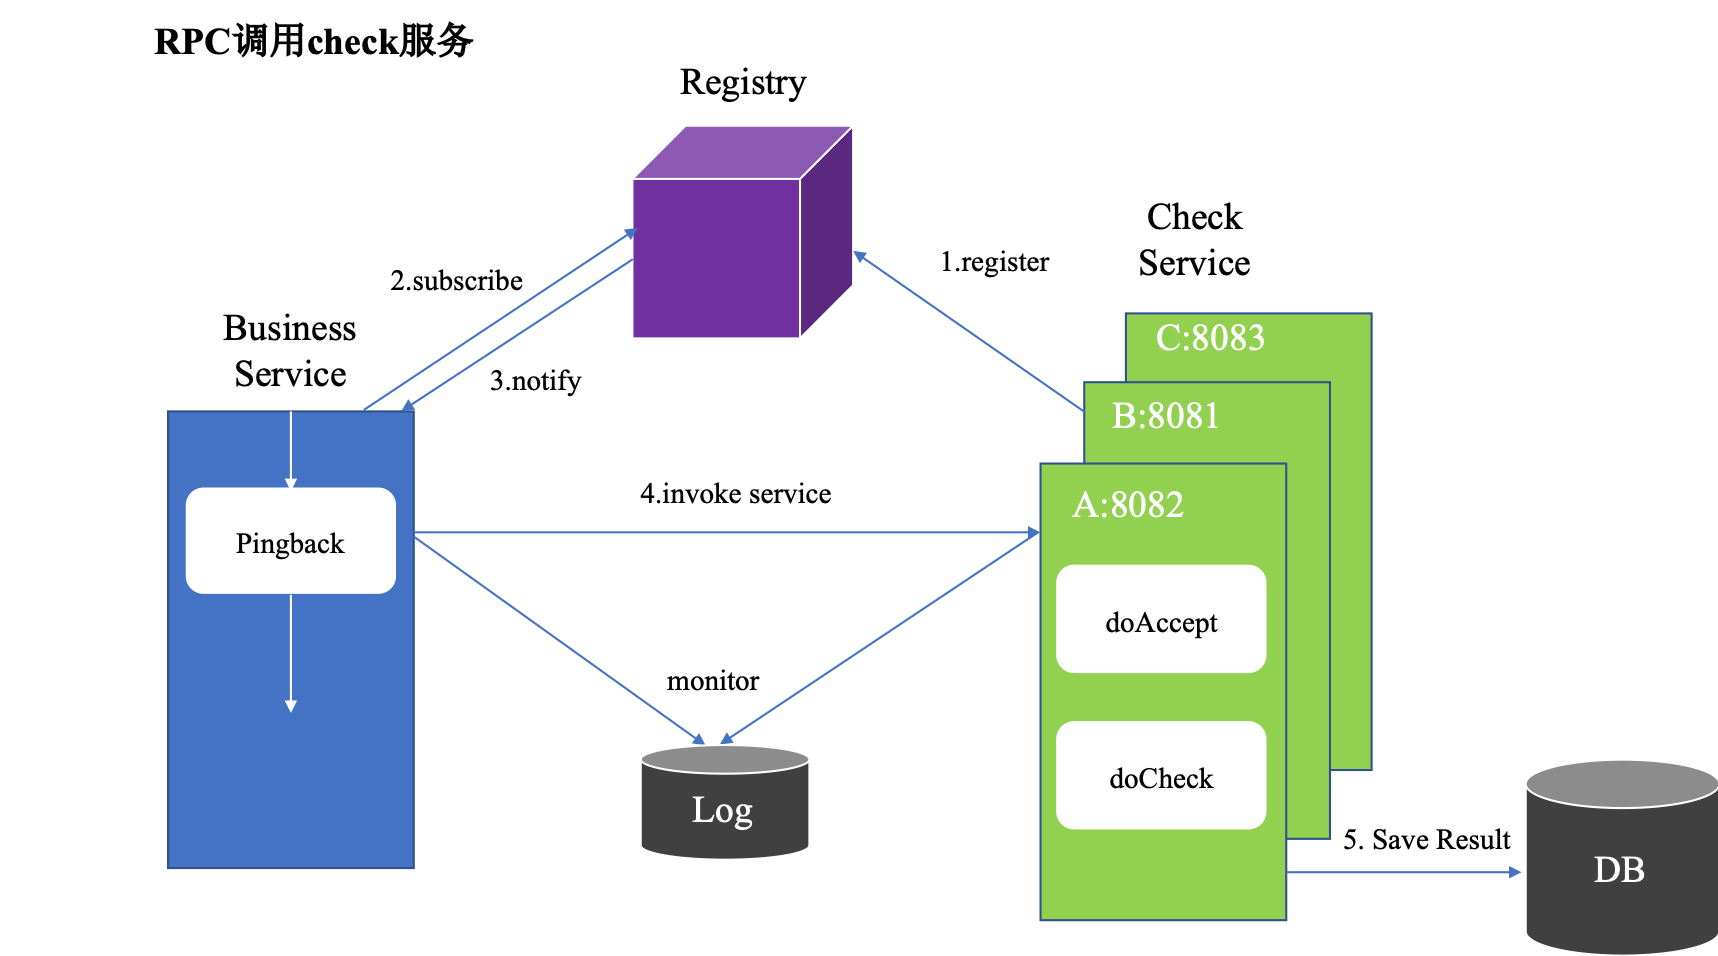 RPC调用check服务
Registry
Check
Service
1.register
2.subscribe
Business
Service
3.notify
C:8083
B:8081
A:8082
4.invoke service
Pingback
doAccept
monitor
doCheck
Log
5. Save Result
DB